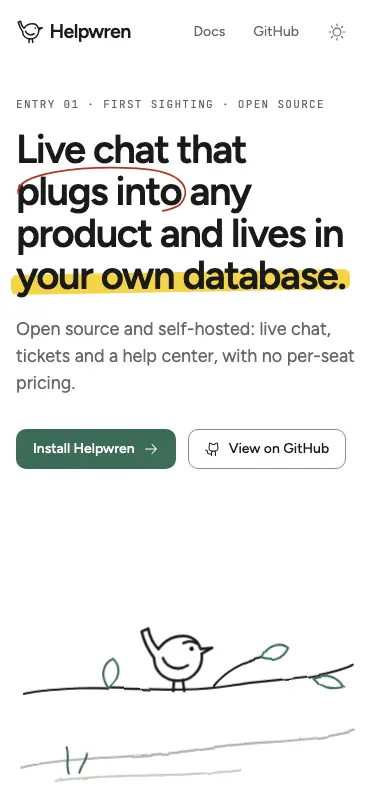 Helpwren
Docs
GitHub
ENTRY 01 · FIRST SIGHTING · OPEN SOURCE
Live chat that
plugs into any
product and lives in
your own database.
Open source and self-hosted: live chat,
tickets and a help center, with no per-seat
pricing.
Install Helpwren
View on GitHub